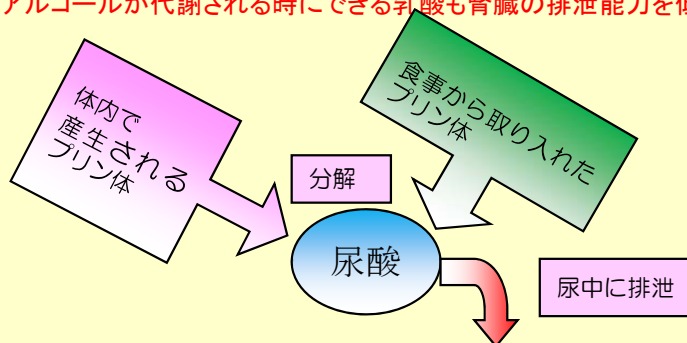 アルコールが代謝される時にできる乳酸も腎臓の排泄能力を
体内で
産生される
プリン体
食事から取り入れた
プリン体
分解
尿酸
尿中に排泄